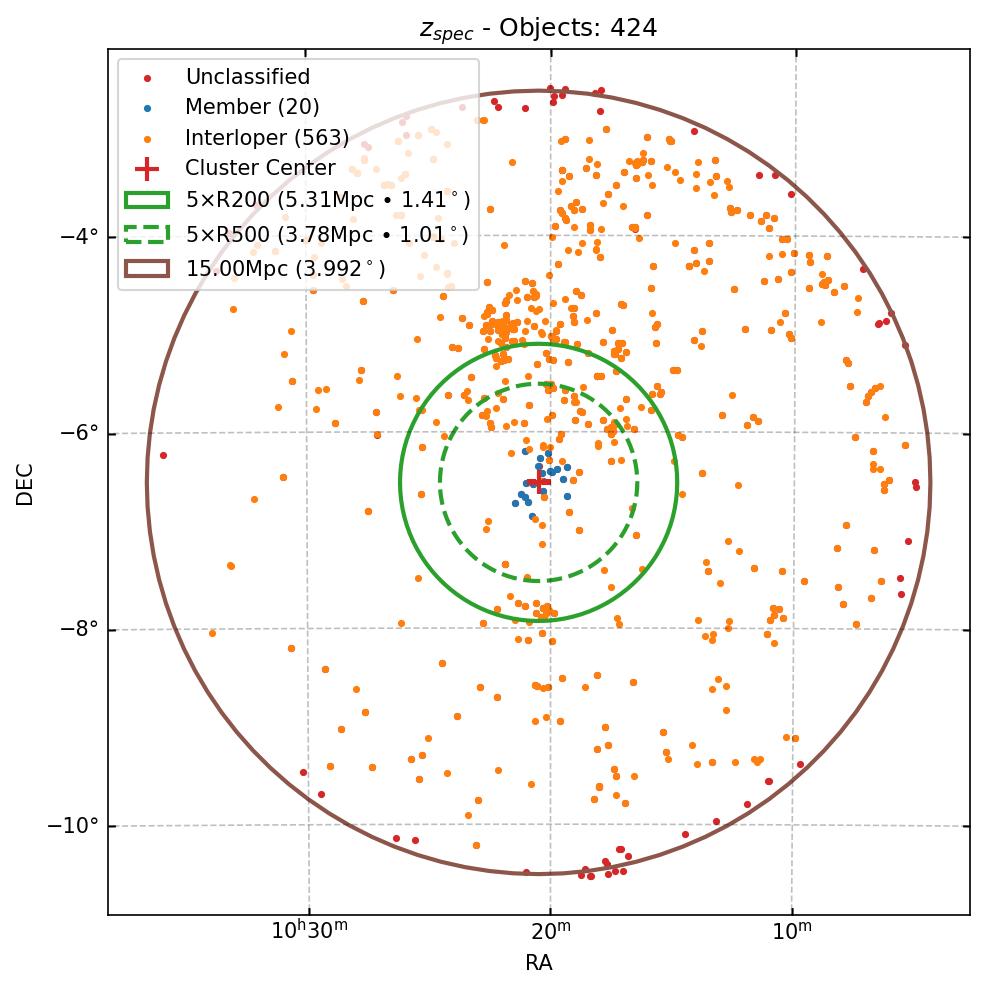 z_spec - Objects: 424
Unclassified
Member (20)
Interloper (563)
Cluster Center
5×R200 (5.31Mpc • 1.41°)
5×R500 (3.78Mpc • 1.01°)
15.00Mpc (3.992°)
−4°
−6°
−8°
−10°
DEC
10h30m 20m 10m
RA